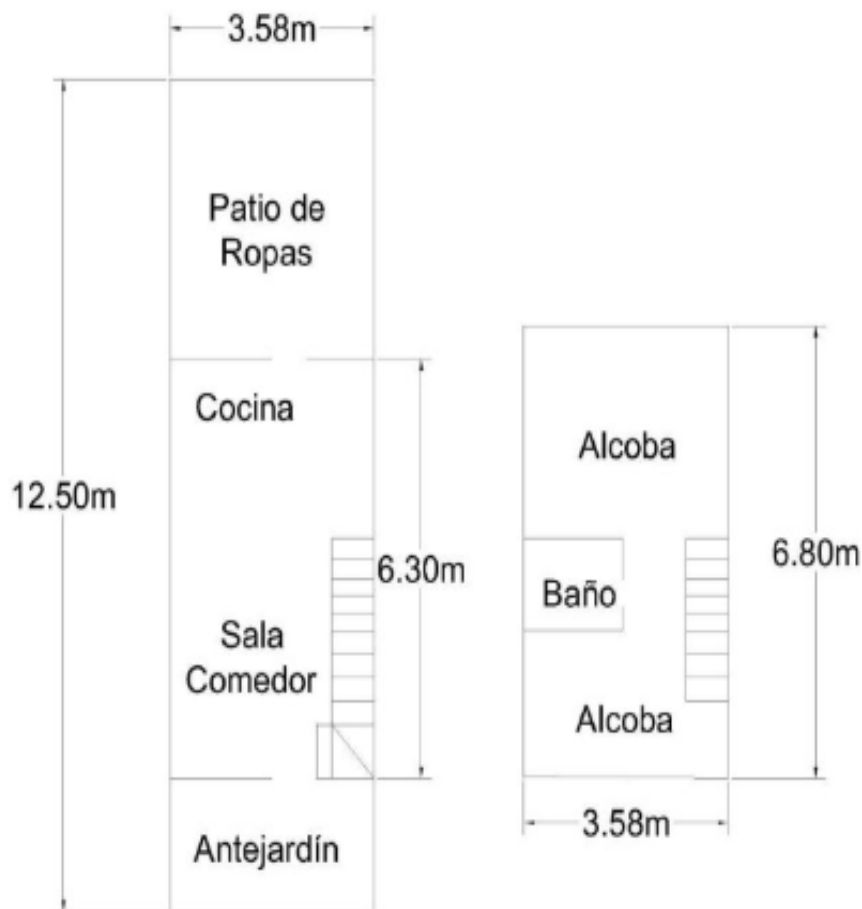 3.58m
Patio de
Ropas
Cocina
12.50m
6.30m
Sala
Comedor
Antejardín
Alcoba
6.80m
Baño
Alcoba
3.58m